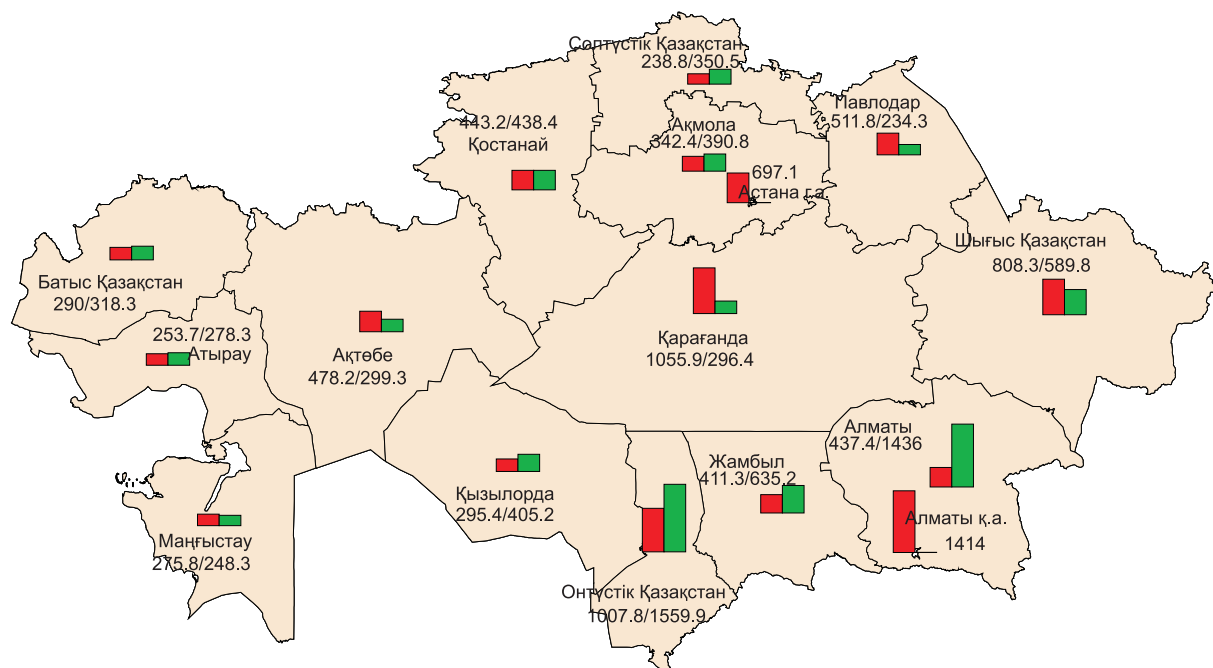 Солтүстік Қазақстан
238.8/350.5
Павлодар
511.8/234.3
443.2/438.4
Қостанай
Ақмола
342.4/390.8
697.1
Астана г.а
Шығыс Қазақстан
808.3/589.8
Батыс Қазақстан
290/318.3
253.7/278.3
Атырау
Ақтөбе
478.2/299.3
Қарағанда
1055.9/296.4
Алматы
437.4/1436
Жамбыл
411.3/635.2
Қызылорда
295.4/405.2
Алматы қ.а.
1414
Маңғыстау
275.8/248.3
Онтүстік Қазақстан
1007.8/1559.9